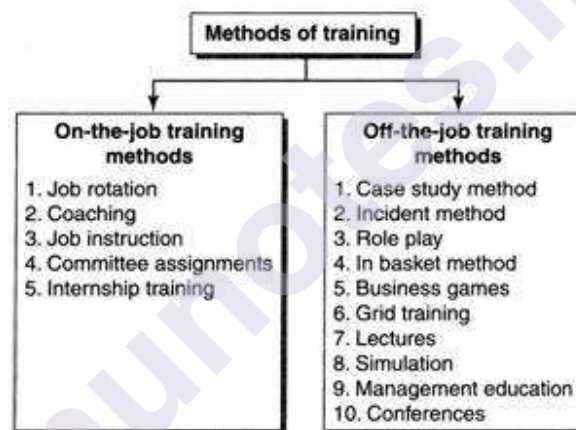 Methods of training
On-the-job training
methods
1. Job rotation
2. Coaching
3. Job instruction
4. Committee assignments
5. Internship training
Off-the-job training
methods
1. Case study method
2. Incident method
3. Role play
4. In basket method
5. Business games
6. Grid training
7. Lectures
8. Simulation
9. Management education
10. Conferences